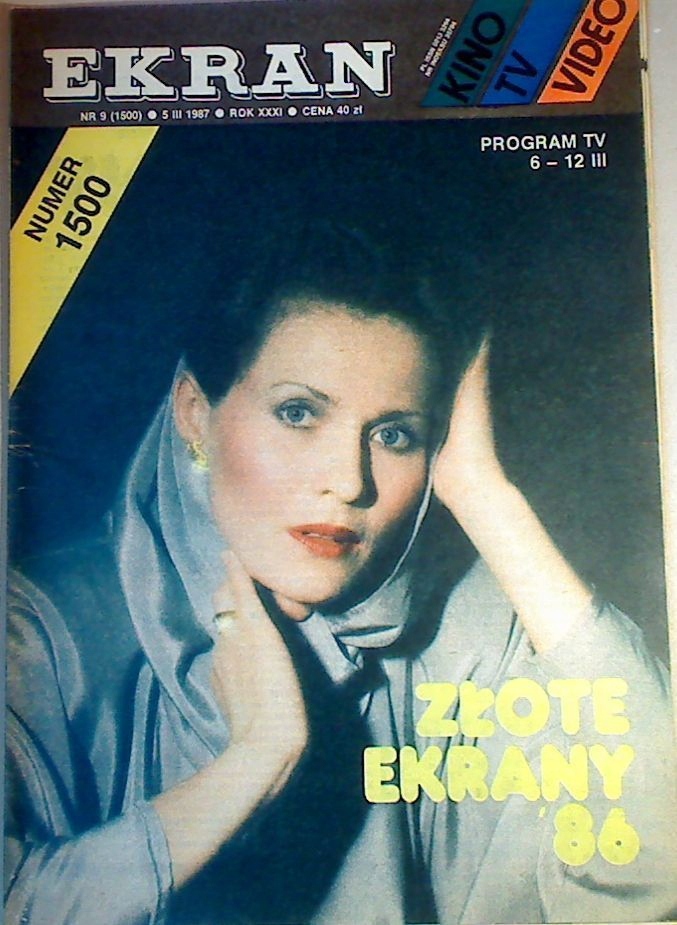 EKRAN
NR 9 (1500) ● 5 III 1987 ● ROK XXXI ● CENA 40 zł
KINO
TV
VIDEO
NUMER
1500
PROGRAM TV
6 – 12 III
ZŁOTE
EKRANY
'86